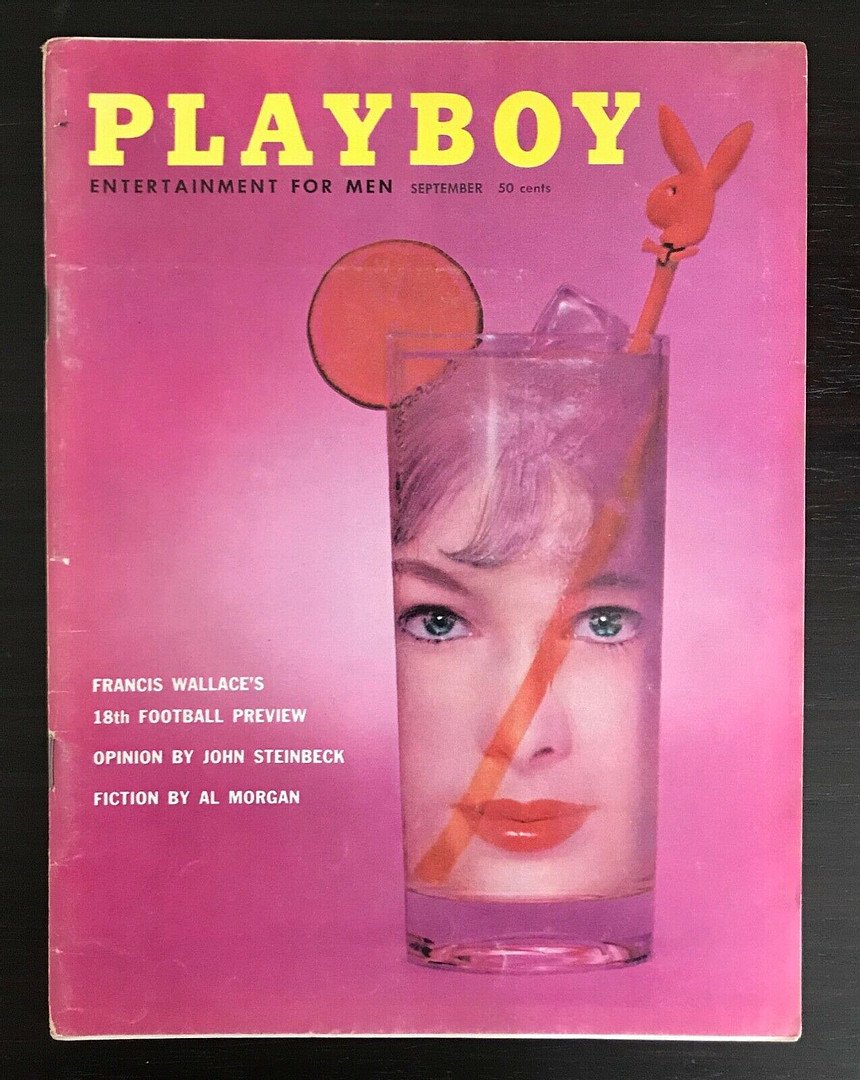 PLAYBOY
ENTERTAINMENT FOR MEN SEPTEMBER 50 cents
FRANCIS WALLACE'S
18th FOOTBALL PREVIEW
OPINION BY JOHN STEINBECK
FICTION BY AL MORGAN